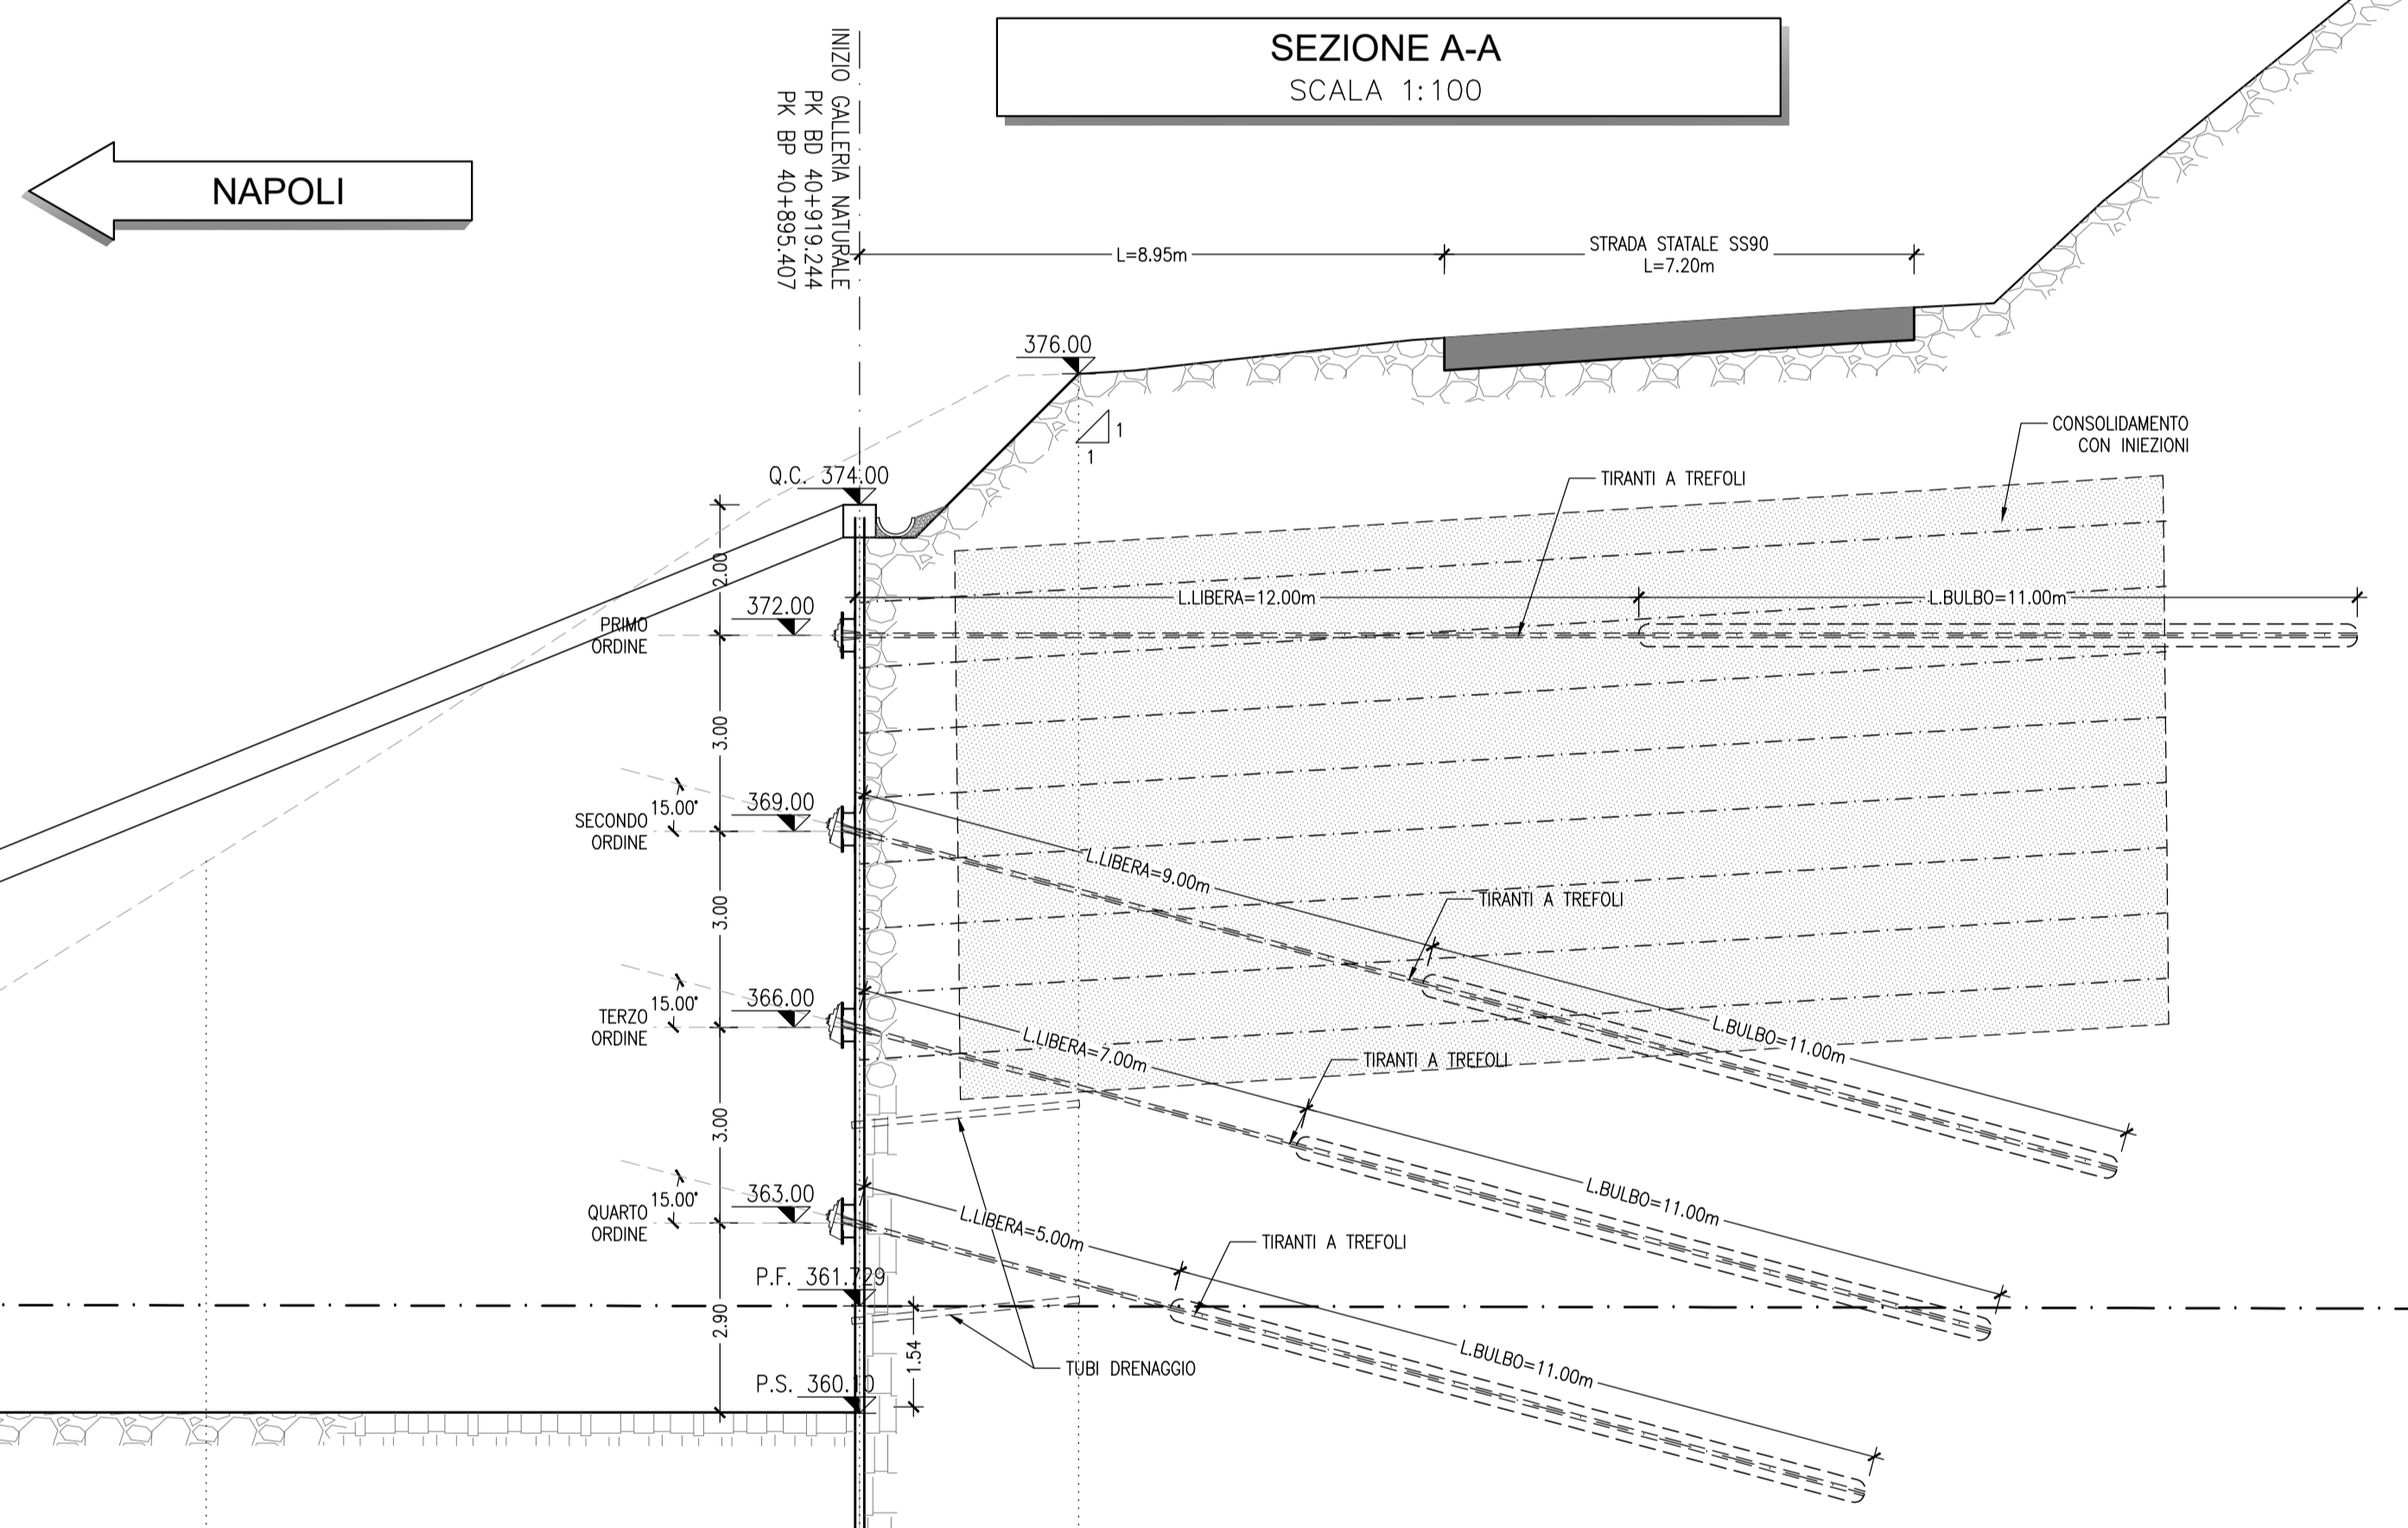 SEZIONE A-A
SCALA 1:100
NAPOLI
INIZIO GALLERIA NATURALE
PK BD 40+919.244
PK BP 40+895.407
L=8.95m
STRADA STATALE SS90
L=7.20m
376.00
1
1
CONSOLIDAMENTO
CON INIEZIONI
TIRANTI A TREFOLI
Q.C. 374.00
2.00
372.00
PRIMO
ORDINE
L.LIBERA=12.00m
L.BULBO=11.00m
3.00
15.00°
369.00
SECONDO
ORDINE
L.LIBERA=9.00m
TIRANTI A TREFOLI
L.BULBO=11.00m
3.00
15.00°
366.00
TERZO
ORDINE
L.LIBERA=7.00m
TIRANTI A TREFOLI
L.BULBO=11.00m
3.00
15.00°
363.00
QUARTO
ORDINE
L.LIBERA=5.00m
TIRANTI A TREFOLI
L.BULBO=11.00m
P.F. 361.729
2.90
1.54
TUBI DRENAGGIO
P.S. 360.10